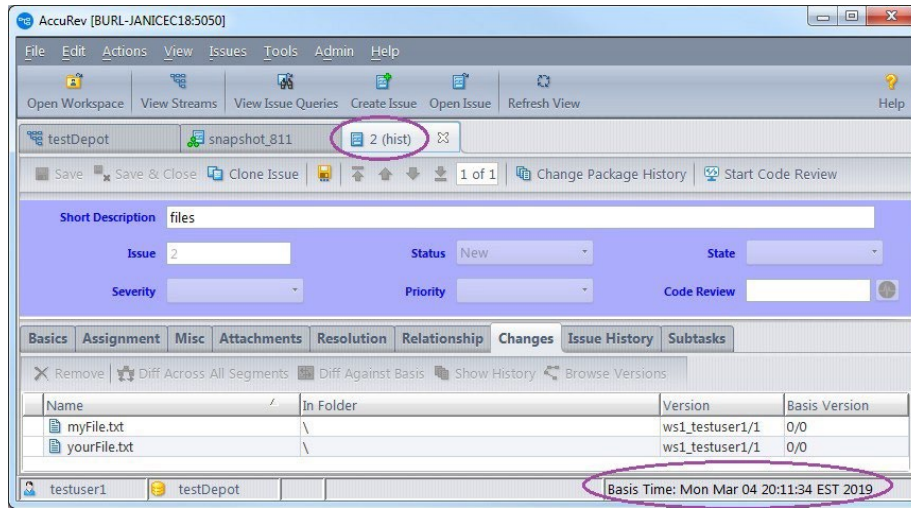 AccuRev [BURL-JANICEC18:5050]
File Edit Actions View Issues Tools Admin Help
Open Workspace View Streams View Issue Queries Create Issue Open Issue Refresh View Help
testDepot snapshot_811 2 (hist)
Save Save & Close Clone Issue 1 of 1 Change Package History Start Code Review
Short Description files
Issue 2 Status New State
Severity Priority Code Review
Basics Assignment Misc Attachments Resolution Relationship Changes Issue History Subtasks
Remove Diff Across All Segments Diff Against Basis Show History Browse Versions
Name In Folder Version Basis Version
myFile.txt \ ws1_testuser1/1 0/0
yourFile.txt \ ws1_testuser1/1 0/0
testuser1 testDepot Basis Time: Mon Mar 04 20:11:34 EST 2019